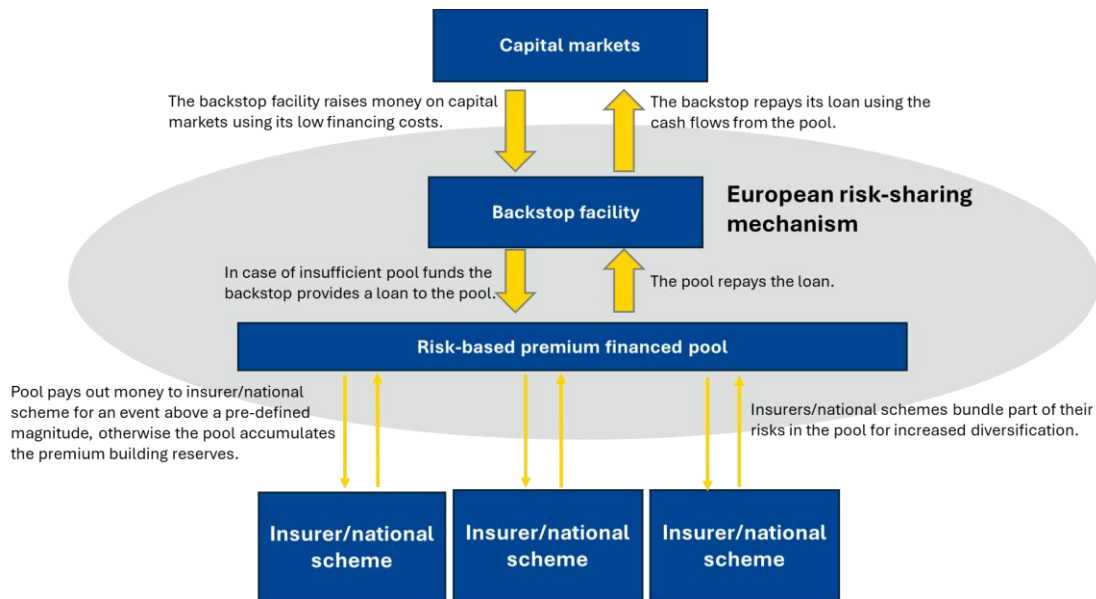 Capital markets
The backstop facility raises money on capital
markets using its low financing costs.
The backstop repays its loan using the
cash flows from the pool.
Backstop facility
European risk-sharing
mechanism
In case of insufficient pool funds the
backstop provides a loan to the pool.
The pool repays the loan.
Risk-based premium financed pool
Pool pays out money to insurer/national
scheme for an event above a pre-defined
magnitude, otherwise the pool accumulates
the premium building reserves.
Insurers/national schemes bundle part of their
risks in the pool for increased diversification.
Insurer/national
scheme
Insurer/national
scheme
Insurer/national
scheme